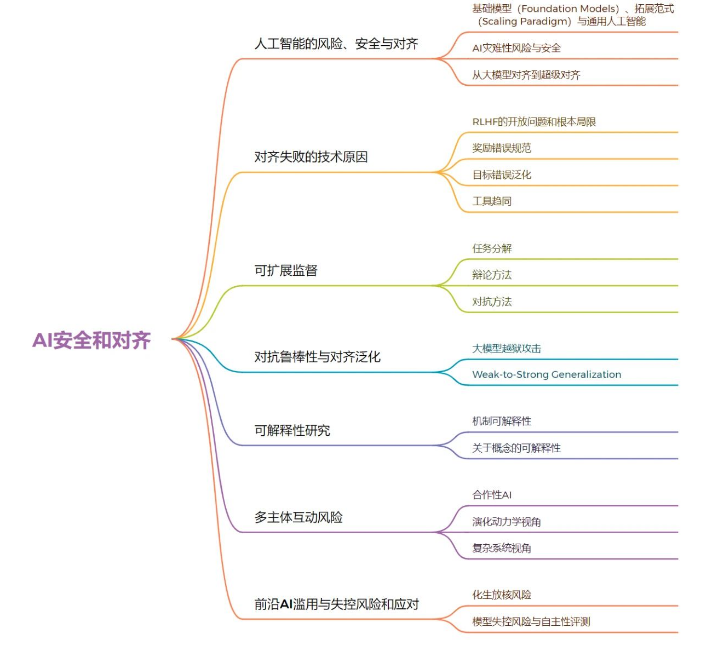 AI安全和对齐
人工智能的风险、安全与对齐
基础模型（Foundation Models）、拓展范式
（Scaling Paradigm）与通用人工智能
AI灾难性风险与安全
从大模型对齐到超级对齐
对齐失败的技术原因
RLHF的开放问题和根本局限
奖励错误规范
目标错误泛化
工具趋同
可扩展监督
任务分解
辩论方法
对抗方法
对抗鲁棒性与对齐泛化
大模型越狱攻击
Weak-to-Strong Generalization
可解释性研究
机制可解释性
关于概念的可解释性
多主体互动风险
合作性AI
演化动力学视角
复杂系统视角
前沿AI滥用与失控风险和应对
化生放核风险
模型失控风险与自主性评测